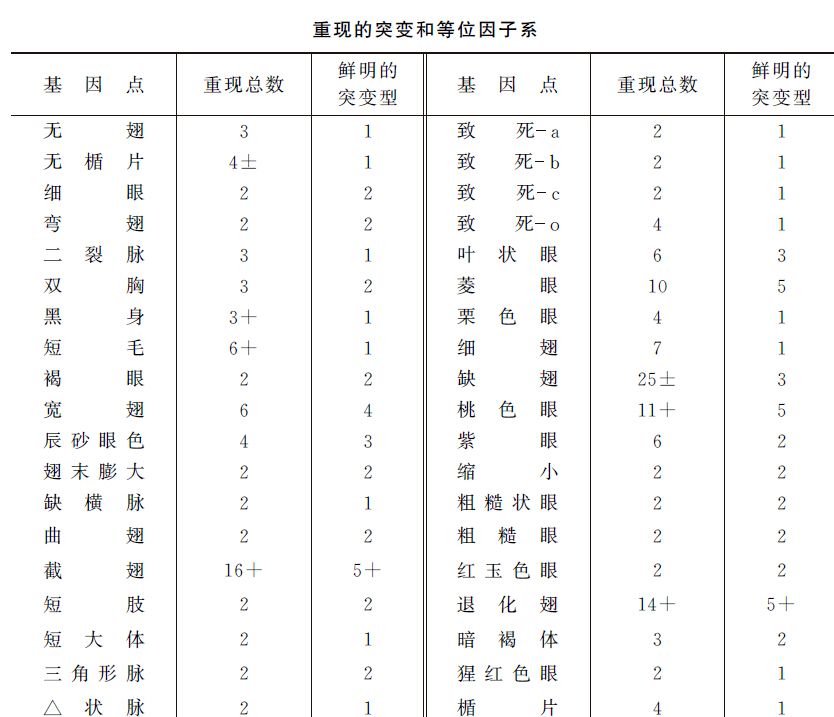 重现的突变和等位因子系
基因点 重现总数 鲜明的突变型 基因点 重现总数 鲜明的突变型
无翅 3 1 致死-a 2 1
无楯片 4± 1 致死-b 2 1
细眼 2 2 致死-c 2 1
弯翅 2 2 致死-o 4 1
二裂脉 3 1 叶状眼 6 3
双胸 3 2 菱眼 10 5
黑身 3+ 1 栗色眼 4 1
短毛 6+ 1 细翅 7 1
褐眼 2 2 缺翅 25± 3
宽翅 6 4 桃色眼 11+ 5
辰砂眼色 4 3 紫眼 6 2
翅末膨大 2 2 缩小 2 2
缺横脉 2 1 粗糙状眼 2 2
曲翅 2 2 粗糙眼 2 2
截翅 16+ 5+ 红玉色眼 2 2
短肢 2 2 退化翅 14+ 5+
短大体 2 1 暗褐体 3 2
三角形脉 2 2 猩红色眼 2 1
△状脉 2 1 楯片 4 1